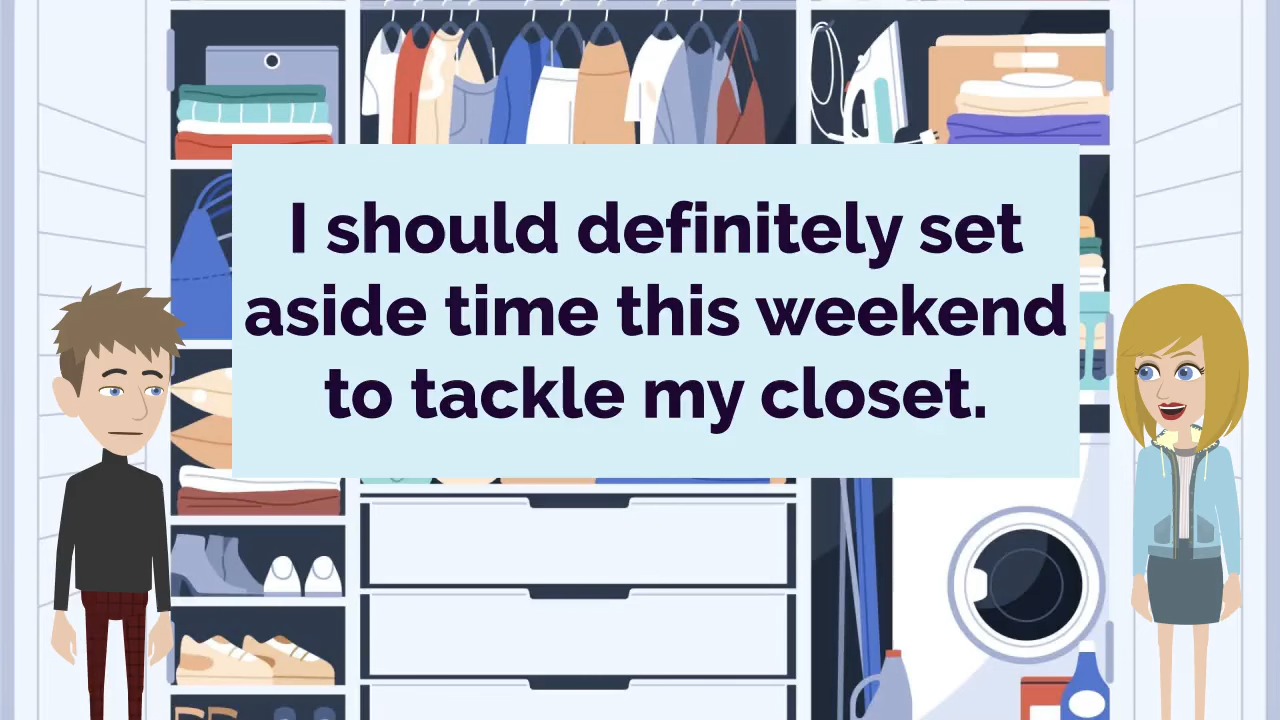 I should definitely set
aside time this weekend
to tackle my closet.